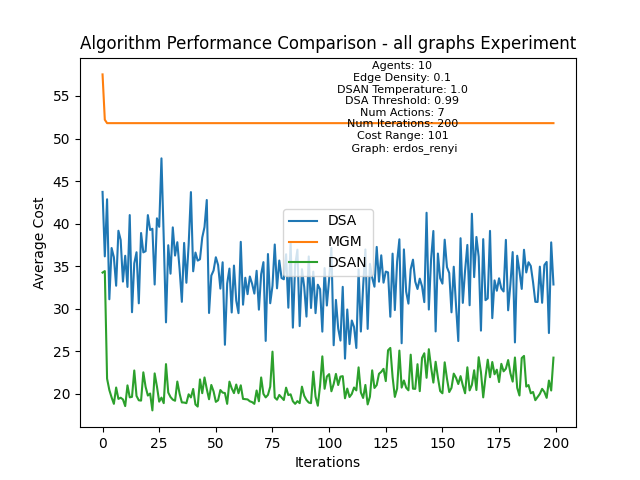 Algorithm Performance Comparison - all graphs Experiment
Agents: 10
Edge Density: 0.1
DSAN Temperature: 1.0
DSA Threshold: 0.99
Num Actions: 7
Num Iterations: 200
Cost Range: 101
Graph: erdos_renyi
DSA
MGM
DSAN
Average Cost
55
50
45
40
35
30
25
20
0
25
50
75
100
125
150
175
200
Iterations